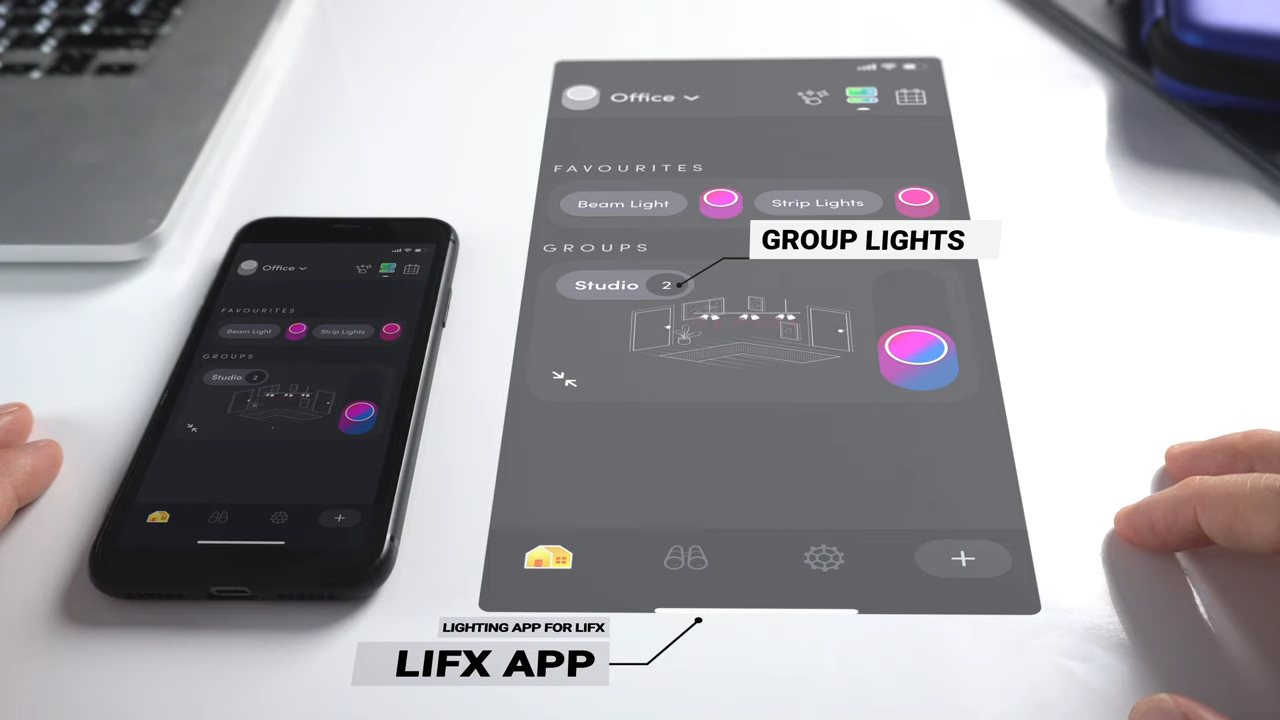 Office
FAVOURITES
Beam Light
Strip Lights
GROUP LIGHTS
GROUPS
Studio 2
Office
FAVOURITES
Beam Light
Strip Lights
GROUPS
Studio 2
LIGHTING APP FOR LIFX
LIFX APP